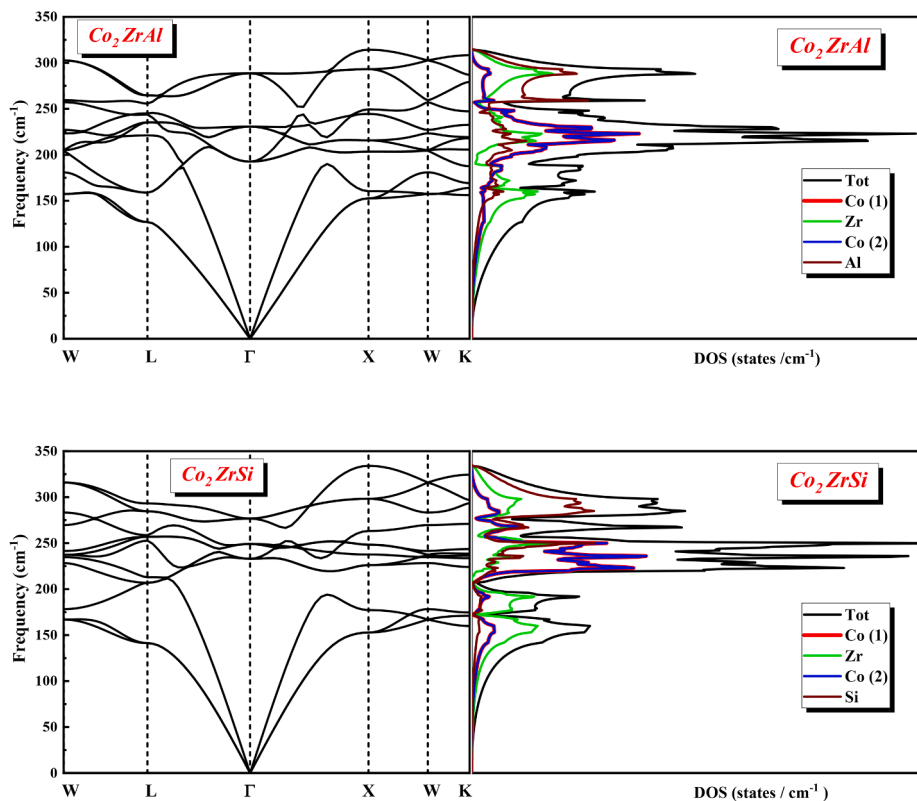 Co2ZrAl
Co2ZrAl
Frequency (cm-1)
350
300
250
200
150
100
50
0
W
L
Γ
X
W
K
Tot
Co (1)
Zr
Co (2)
Al
DOS (states /cm-1)
Co2ZrSi
Co2ZrSi
Frequency (cm-1)
350
300
250
200
150
100
50
0
W
L
Γ
X
W
K
Tot
Co (1)
Zr
Co (2)
Si
DOS (states / cm-1)